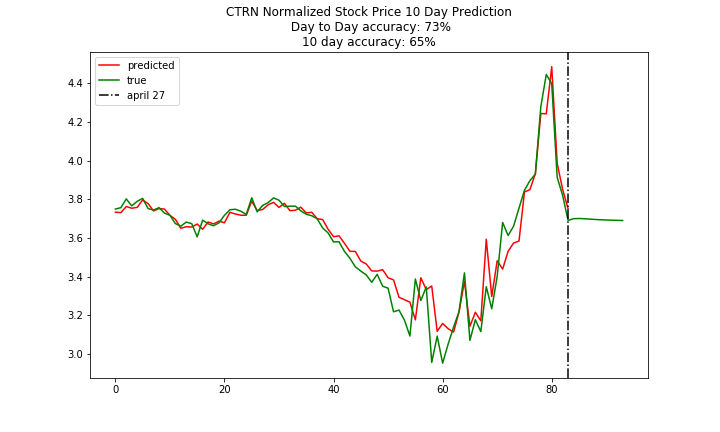 CTRN Normalized Stock Price 10 Day Prediction
Day to Day accuracy: 73%
10 day accuracy: 65%
predicted
true
april 27
4.4
4.2
4.0
3.8
3.6
3.4
3.2
3.0
0
20
40
60
80